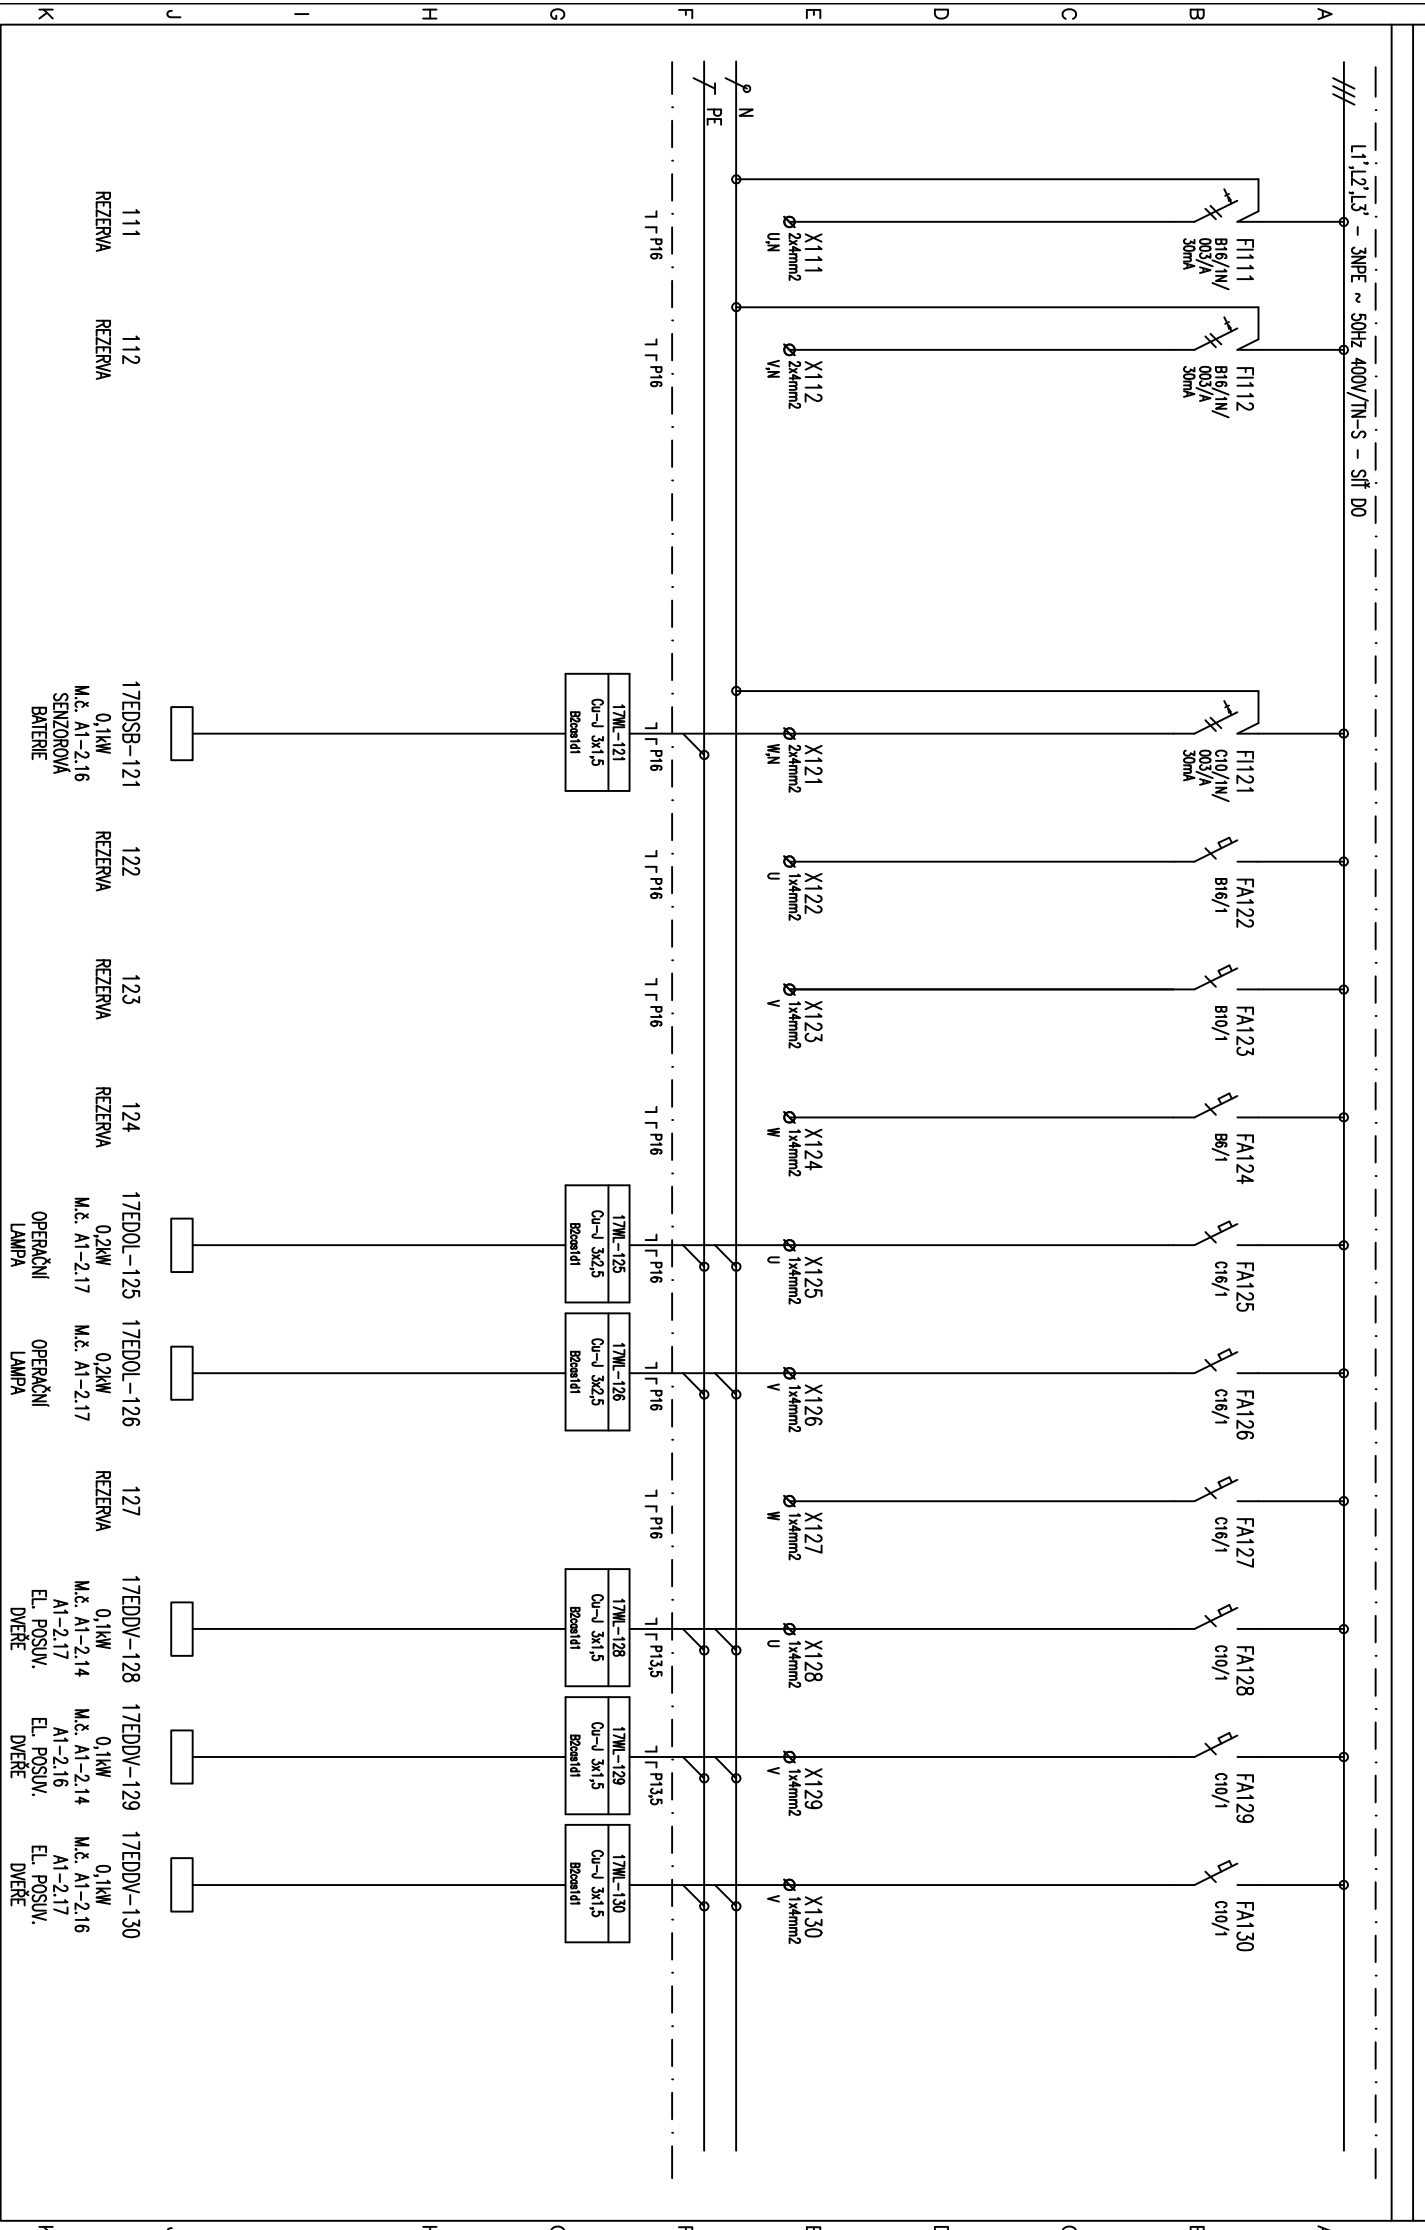 A
B
C
D
E
F
G
H
I
J
K
L1',L2',L3' – 3NPE ~ 50Hz 400V/TN-S – SÍŤ DO
N
PE
FI111
B16/1N/
003/A
30mA
X111
2x4mm2
U,N
P16
111
REZERVA
FI112
B16/1N/
003/A
30mA
X112
2x4mm2
V,N
P16
112
REZERVA
FI121
C10/1N/
003/A
30mA
X121
2x4mm2
W,N
P16
17WL-121
Cu-J 3x1,5
B2cas1d1
17EDSB-121
0,1kW
M.č. A1-2.16
SENZOROVÁ
BATERIE
FA122
B16/1
X122
1x4mm2
U
P16
122
REZERVA
FA123
B10/1
X123
1x4mm2
V
P16
123
REZERVA
FA124
B6/1
X124
1x4mm2
W
P16
124
REZERVA
FA125
C16/1
X125
1x4mm2
U
P16
17WL-125
Cu-J 3x2,5
B2cas1d1
17EDOL-125
0,2kW
M.č. A1-2.17
OPERAČNÍ
LAMPA
FA126
C16/1
X126
1x4mm2
V
P16
17WL-126
Cu-J 3x2,5
B2cas1d1
17EDOL-126
0,2kW
M.č. A1-2.17
OPERAČNÍ
LAMPA
FA127
C16/1
X127
1x4mm2
W
P16
127
REZERVA
FA128
C10/1
X128
1x4mm2
U
P13,5
17WL-128
Cu-J 3x1,5
B2cas1d1
17EDDV-128
0,1kW
M.č. A1-2.14
A1-2.17
EL. POSUV.
DVEŘE
FA129
C10/1
X129
1x4mm2
V
P13,5
17WL-129
Cu-J 3x1,5
B2cas1d1
17EDDV-129
0,1kW
M.č. A1-2.14
A1-2.16
EL. POSUV.
DVEŘE
FA130
C10/1
X130
1x4mm2
V
17WL-130
Cu-J 3x1,5
B2cas1d1
17EDDV-130
0,1kW
M.č. A1-2.16
A1-2.17
EL. POSUV.
DVEŘE